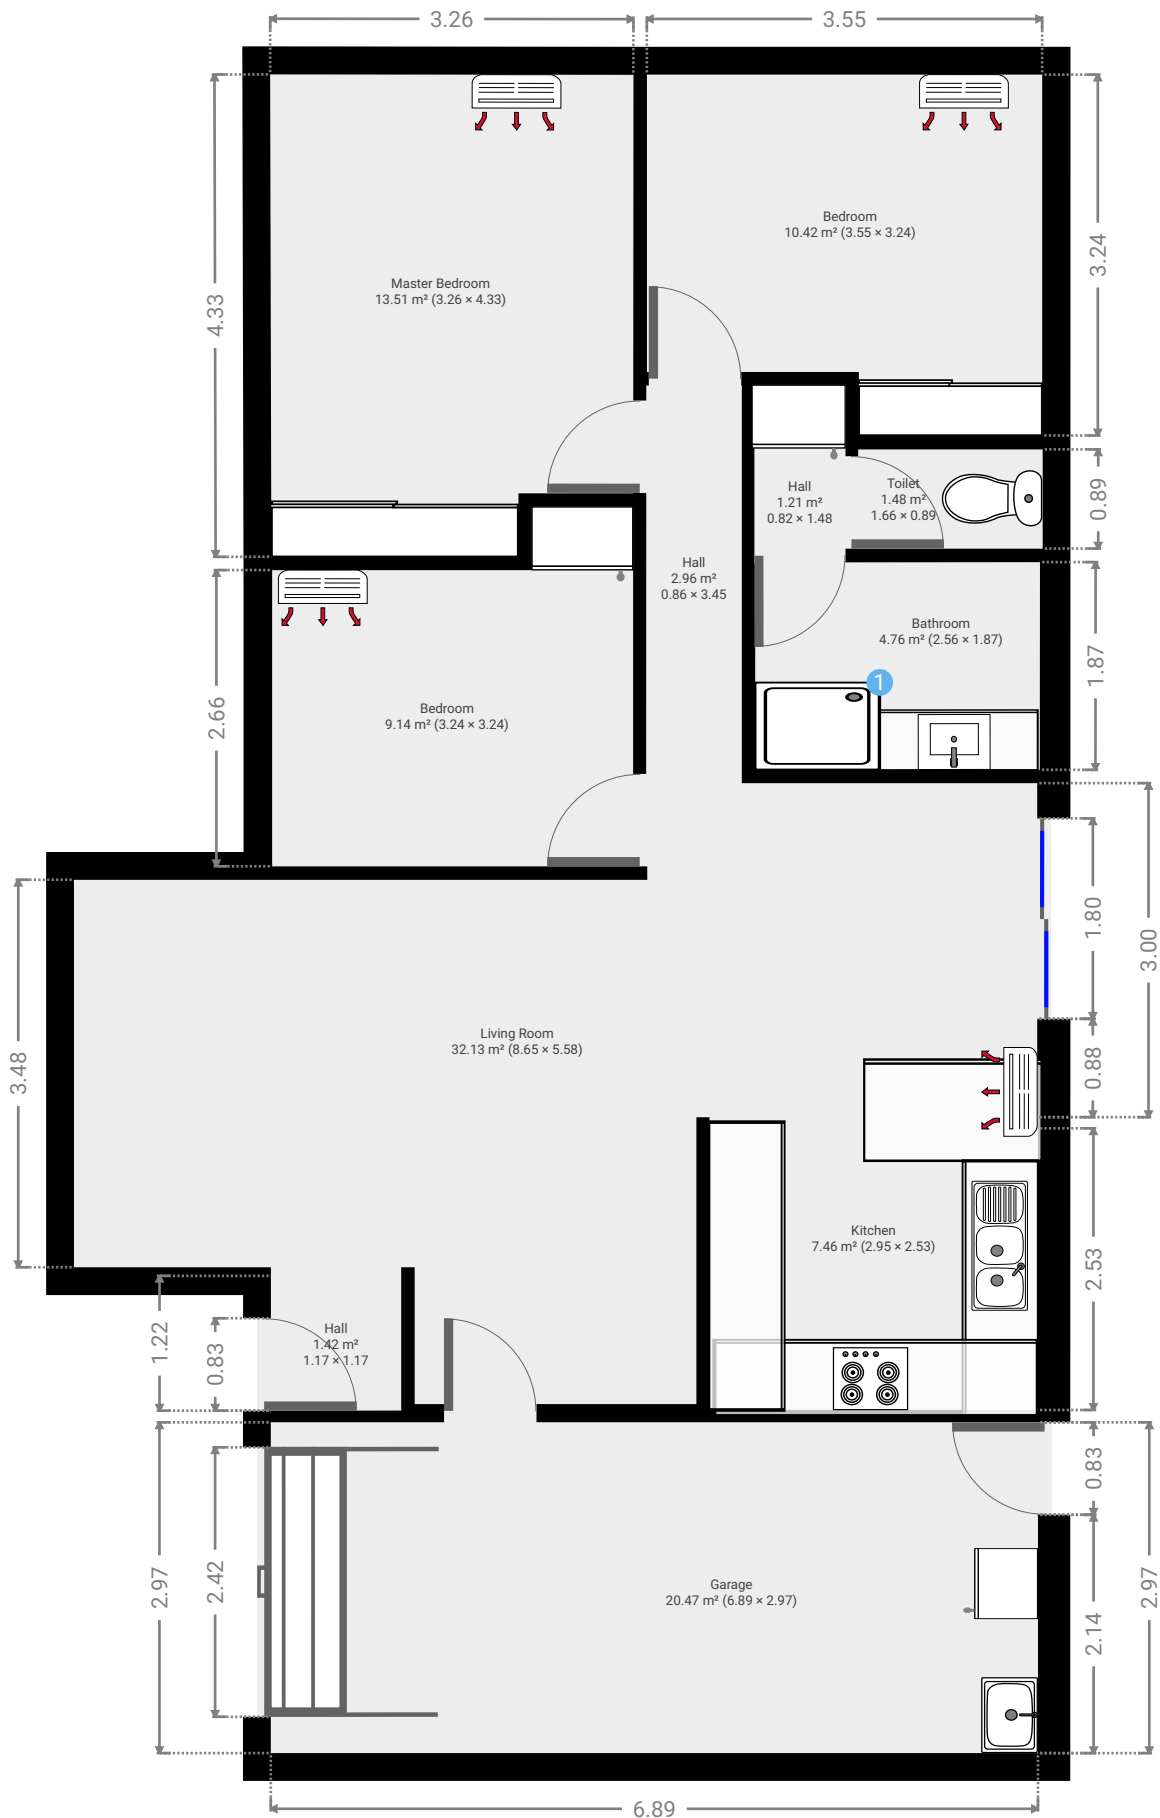 3.26
3.55
Bedroom
10.42 m² (3.55 × 3.24)
3.24
Master Bedroom
13.51 m² (3.26 × 4.33)
4.33
Hall
1.21 m²
0.82 × 1.48
Toilet
1.48 m²
1.66 × 0.89
0.89
Hall
2.96 m²
0.86 × 3.45
Bathroom
4.76 m² (2.56 × 1.87)
1.87
1
2.66
Bedroom
9.14 m² (3.24 × 3.24)
1.80
3.00
Living Room
32.13 m² (8.65 × 5.58)
3.48
0.88
Kitchen
7.46 m² (2.95 × 2.53)
2.53
Hall
1.42 m²
1.17 × 1.17
1.22
0.83
0.83
Garage
20.47 m² (6.89 × 2.97)
2.97
2.42
2.14
2.97
6.89